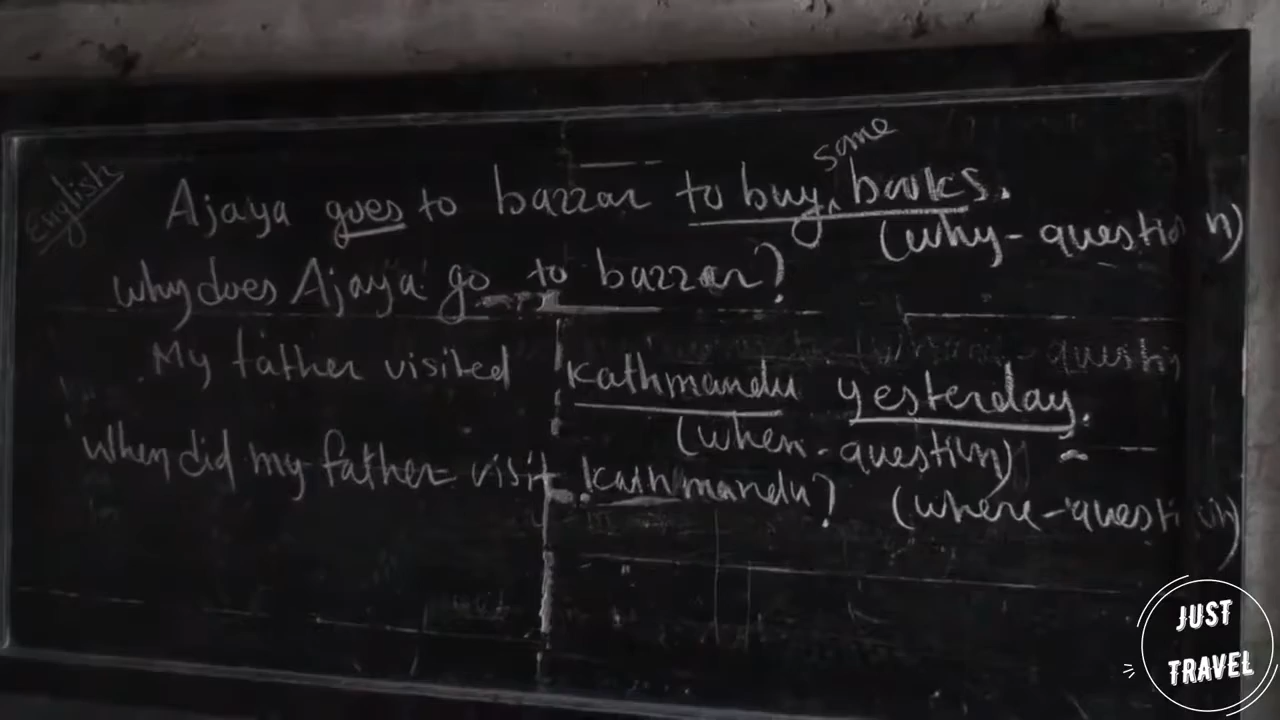 English
Ajaya goes to bazzar to buy some books.
(why-question)
why does Ajaya go to bazzar?
My father visited kathmandu yesterday.
(when-question)
when did my father visit kathmandu?
(where-question)
JUST
TRAVEL